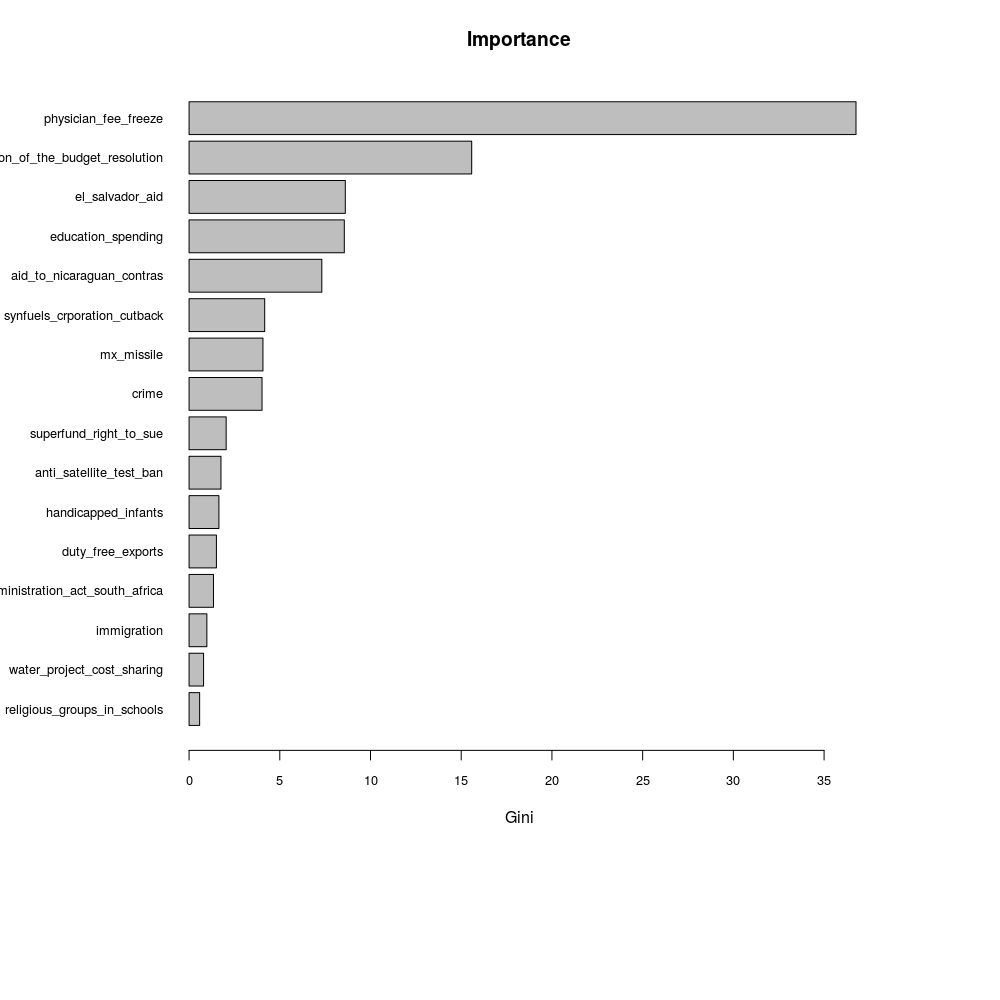 Importance
physician_fee_freeze
on_of_the_budget_resolution
el_salvador_aid
education_spending
aid_to_nicaraguan_contras
synfuels_crporation_cutback
mx_missile
crime
superfund_right_to_sue
anti_satellite_test_ban
handicapped_infants
duty_free_exports
ministration_act_south_africa
immigration
water_project_cost_sharing
religious_groups_in_schools
0 5 10 15 20 25 30 35
Gini